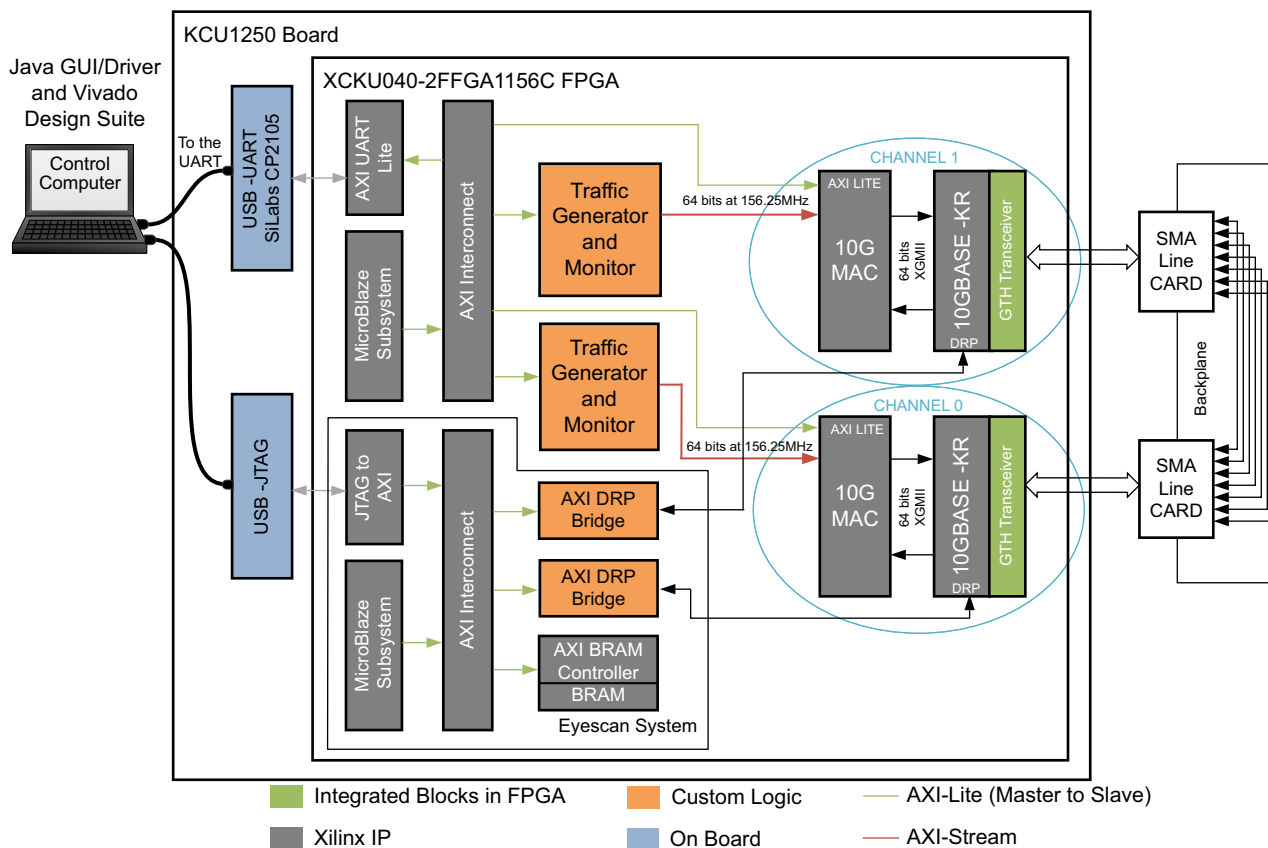 KCU1250 Board
Java GUI/Driver
and Vivado
Design Suite
Control
Computer
To the
UART
USB -UART
SiLabs CP2105
USB -JTAG
XCKU040-2FFGA1156C FPGA
AXI UART
Lite
MicroBlaze
Subsystem
AXI Interconnect
Traffic
Generator
and
Monitor
64 bits at 156.25MHz
Traffic
Generator
and
Monitor
64 bits at 156.25MHz
CHANNEL 1
AXI LITE
10G
MAC
64 bits
XGMII
10GBASE -KR
DRP
GTH Transceiver
CHANNEL 0
AXI LITE
10G
MAC
64 bits
XGMII
10GBASE -KR
DRP
GTH Transceiver
SMA
Line
CARD
Backplane
SMA
Line
CARD
JTAG to
AXI
MicroBlaze
Subsystem
AXI Interconnect
AXI DRP
Bridge
AXI DRP
Bridge
AXI BRAM
Controller
BRAM
Eyescan System
Integrated Blocks in FPGA
Custom Logic
AXI-Lite (Master to Slave)
Xilinx IP
On Board
AXI-Stream